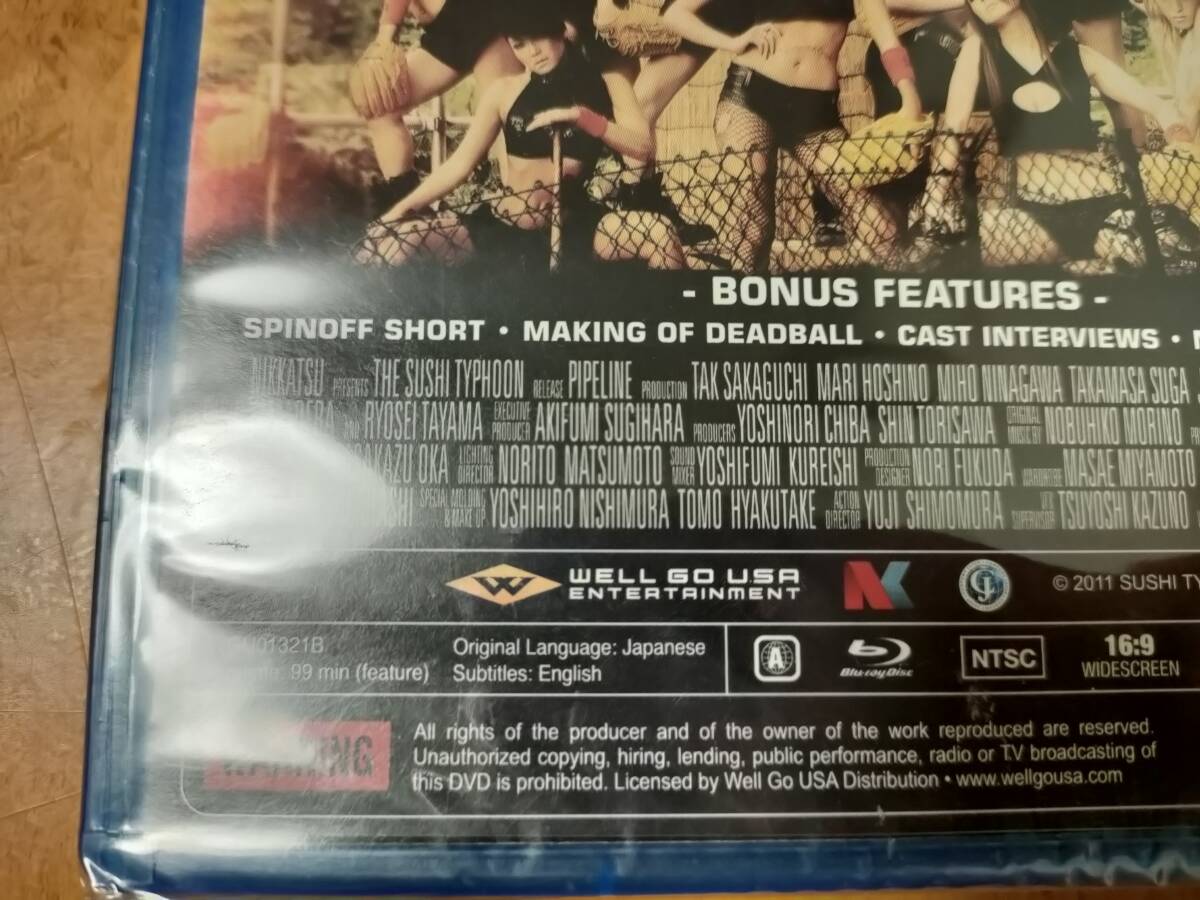 - BONUS FEATURES -
SPINOFF SHORT • MAKING OF DEADBALL • CAST INTERVIEWS •
NIKKATSU PRESENTS THE SUSHI TYPHOON RELEASE PIPELINE PRODUCTION TAK SAKAGUCHI MARI HOSHINO MIHO NINAGAWA TAKAMASA SUGA
AND RYOSEI TAYAMA EXECUTIVE PRODUCER AKIFUMI SUGIHARA PRODUCERS YOSHINORI CHIBA SHIN TORISAWA ORIGINAL MUSIC BY NOBUHIKO MORINO
OKA LIGHTING DIRECTOR NORITO MATSUMOTO SOUND MIXER YOSHIFUMI KUREISHI PRODUCTION DESIGNER NORI FUKUDA WARDROBE MASAE MIYAMOTO
SPECIAL MOLDING & MAKE UP YOSHIHIRO NISHIMURA TOMO HYAKUTAKE ACTION DIRECTOR YUJI SHIMOMURA VFX SUPERVISOR TSUYOSHI KAZUNO
WELL GO USA
ENTERTAINMENT
NK
© 2011 SUSHI
01321B
99 min (feature)
Original Language: Japanese
Subtitles: English
A
Blu-ray Disc
NTSC
16:9
WIDESCREEN
WARNING
All rights of the producer and of the owner of the work reproduced are reserved.
Unauthorized copying, hiring, lending, public performance, radio or TV broadcasting of
this DVD is prohibited. Licensed by Well Go USA Distribution • www.wellgousa.com